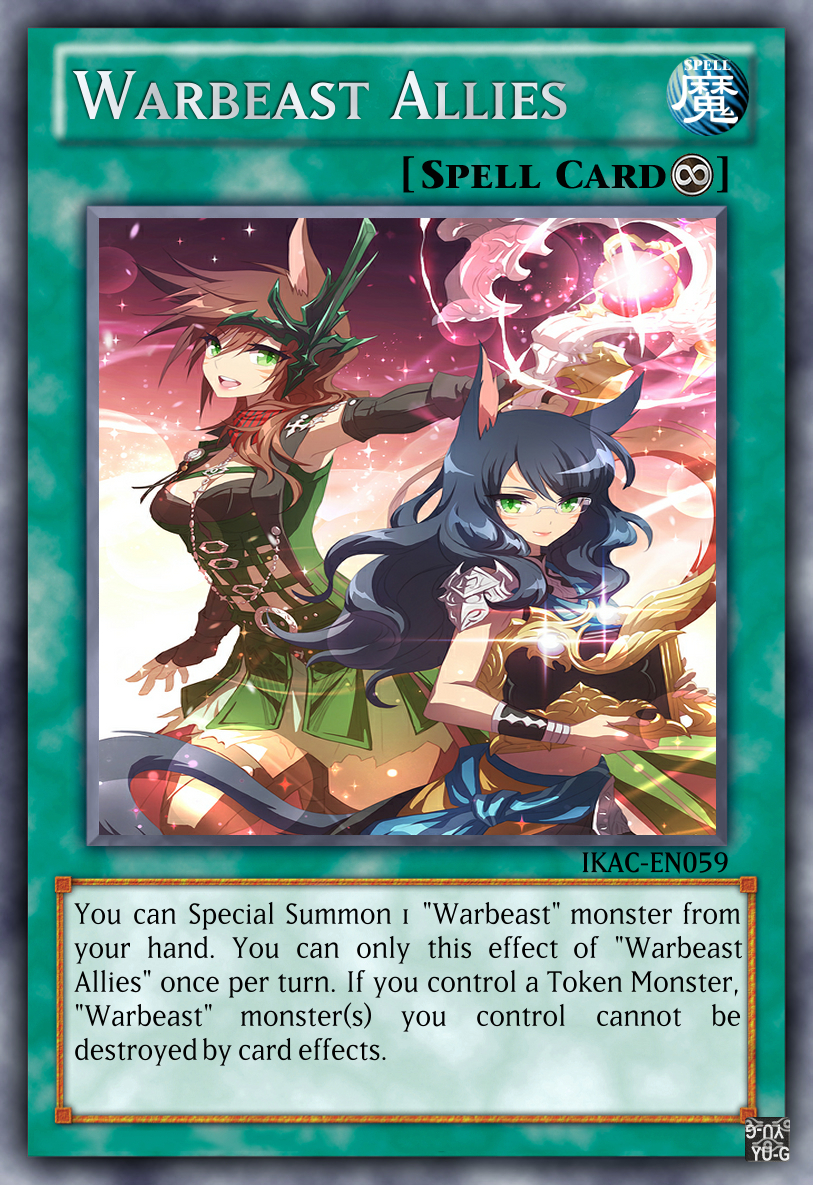 WARBEAST ALLIES
SPELL
魔
[SPELL CARD∞]
IKAC-EN059
You can Special Summon 1 "Warbeast" monster from
your hand. You can only this effect of "Warbeast
Allies" once per turn. If you control a Token Monster,
"Warbeast" monster(s) you control cannot be
destroyed by card effects.
YU-G
YU-G